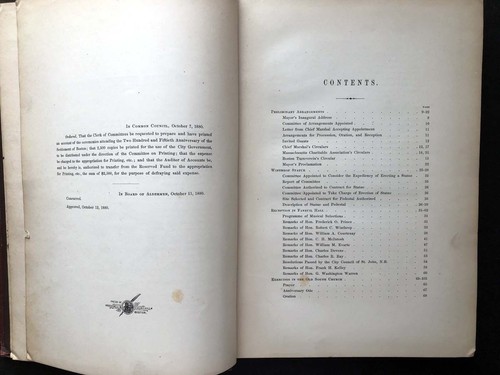 In Common Council, October 7, 1880.
Ordered, That the Clerk of Committees be requested to prepare and have printed
an account of the ceremonies attending the Two Hundred and Fiftieth Anniversary of the
Settlement of Boston; that 2,500 copies be printed for the use of the City Government,
to be distributed under the direction of the Committee on Printing; that the expense
be charged to the appropriation for Printing, etc.; and that the Auditor of Accounts be,
and he hereby is, authorized to transfer from the Reserved Fund to the appropriation
for Printing, etc., the sum of for the purpose of defraying said expense.
In Board of Aldermen, October 11, 1880.
Concurred.
Approved, October 12, 1880.
BOSTON
CONTENTS.
Page
Preliminary Arrangements
Mayor's Inaugural Address
Committee of Arrangements Appointed
Letter from Chief Marshal Accepting Appointment
Arrangements for Procession, Oration, and Reception
Invited Guests
Chief Marshal's Circulars
Massachusetts Charitable Association's Circulars
Boston Taxpayer's Circular
Mayor's Proclamation
Winthrop Statue
Committee Appointed to Consider the Expediency of Erecting a Statue
Report of Committee
Committee Authorized to Contract for Statue
Committee Appointed to Take Charge of Erection of Statue
Site Selected and Contract for Pedestal Authorized
Description of Statue and Pedestal
Reception in Faneuil Hall
Programme of Musical Selections
Remarks of Hon. Frederick O. Prince
Remarks of Hon. Robert C. Winthrop
Remarks of Hon. William A. Courtenay
Remarks of Hon. C. R. McLennan
Remarks of Hon. William M. Evarts
Remarks of Hon. Charles Devens
Remarks of Hon. Charles R. Ray
Resolutions Passed by the City Council of St. John, N.B.
Remarks of Hon. Frank M. Kelley
Remarks of Hon. G. Washington Warren
Exercises in the Old South Church
Prayer
Anniversary Ode
Oration